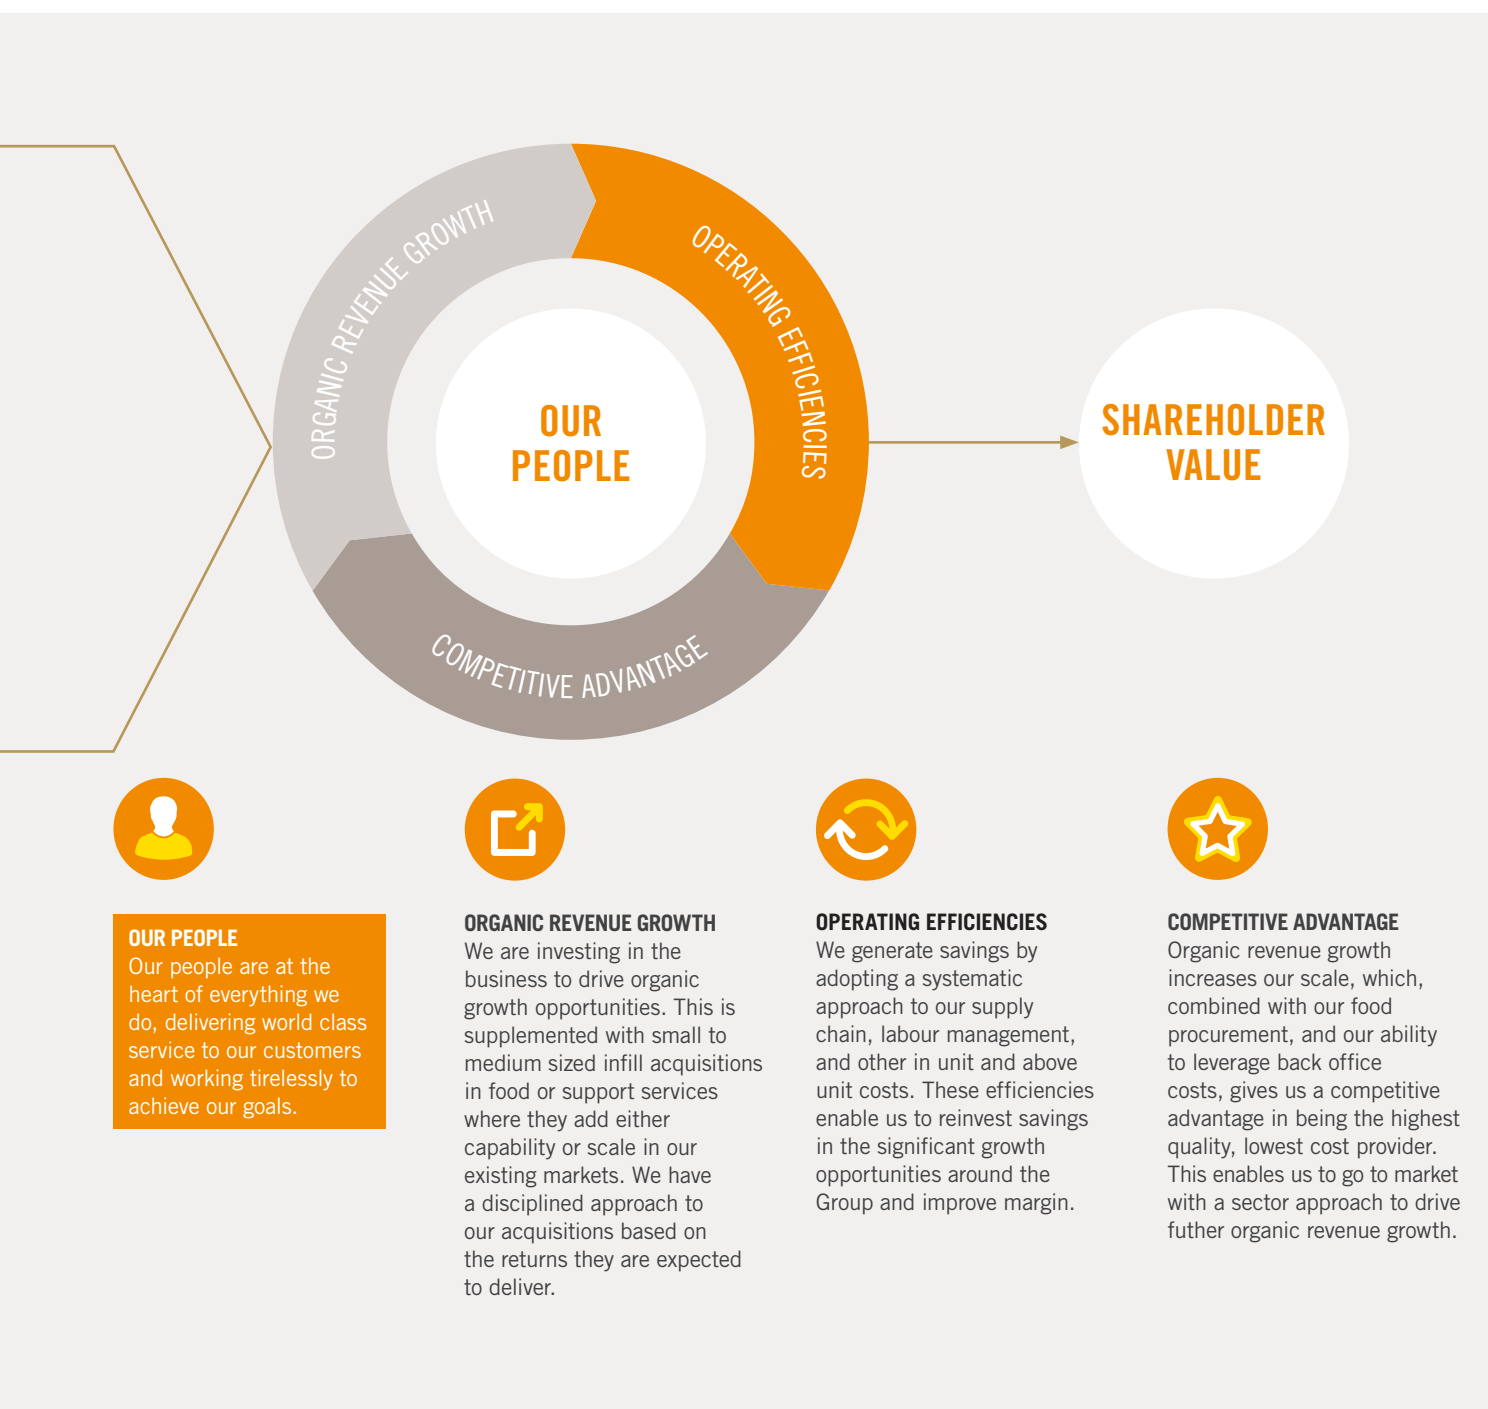 ORGANIC REVENUE GROWTH
OPERATING EFFICIENCIES
COMPETITIVE ADVANTAGE
OUR
PEOPLE
SHAREHOLDER
VALUE
OUR PEOPLE
Our people are at the
heart of everything we
do, delivering world class
service to our customers
and working tirelessly to
achieve our goals.
ORGANIC REVENUE GROWTH
We are investing in the
business to drive organic
growth opportunities. This is
supplemented with small to
medium sized infill acquisitions
in food or support services
where they add either
capability or scale in our
existing markets. We have
a disciplined approach to
our acquisitions based on
the returns they are expected
to deliver.
OPERATING EFFICIENCIES
We generate savings by
adopting a systematic
approach to our supply
chain, labour management,
and other in unit and above
unit costs. These efficiencies
enable us to reinvest savings
in the significant growth
opportunities around the
Group and improve margin.
COMPETITIVE ADVANTAGE
Organic revenue growth
increases our scale, which,
combined with our food
procurement, and our ability
to leverage back office
costs, gives us a competitive
advantage in being the highest
quality, lowest cost provider.
This enables us to go to market
with a sector approach to drive
futher organic revenue growth.